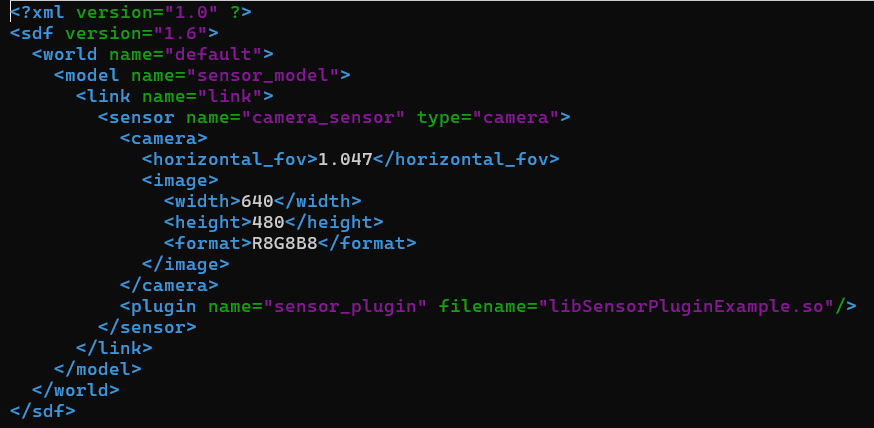 <?xml version="1.0" ?>
<sdf version="1.6">
  <world name="default">
    <model name="sensor_model">
      <link name="link">
        <sensor name="camera_sensor" type="camera">
          <camera>
            <horizontal_fov>1.047</horizontal_fov>
            <image>
              <width>640</width>
              <height>480</height>
              <format>R8G8B8</format>
            </image>
          </camera>
          <plugin name="sensor_plugin" filename="libSensorPluginExample.so"/>
        </sensor>
      </link>
    </model>
  </world>
</sdf>